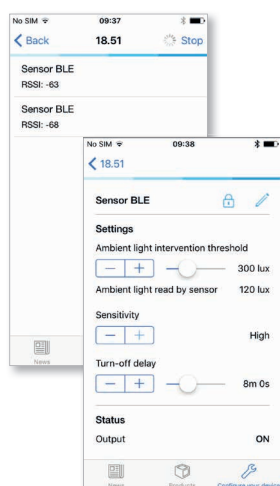 No SIM 09:37
Back 18.51 Stop
Sensor BLE
RSSI: -63
Sensor BLE
RSSI: -68
News
No SIM 09:38
18.51
Sensor BLE
Settings
Ambient light intervention threshold
− + 300 lux
Ambient light read by sensor 120 lux
Sensitivity
− + High
Turn-off delay
− + 8m 0s
Status
Output ON
News Products Configure your device